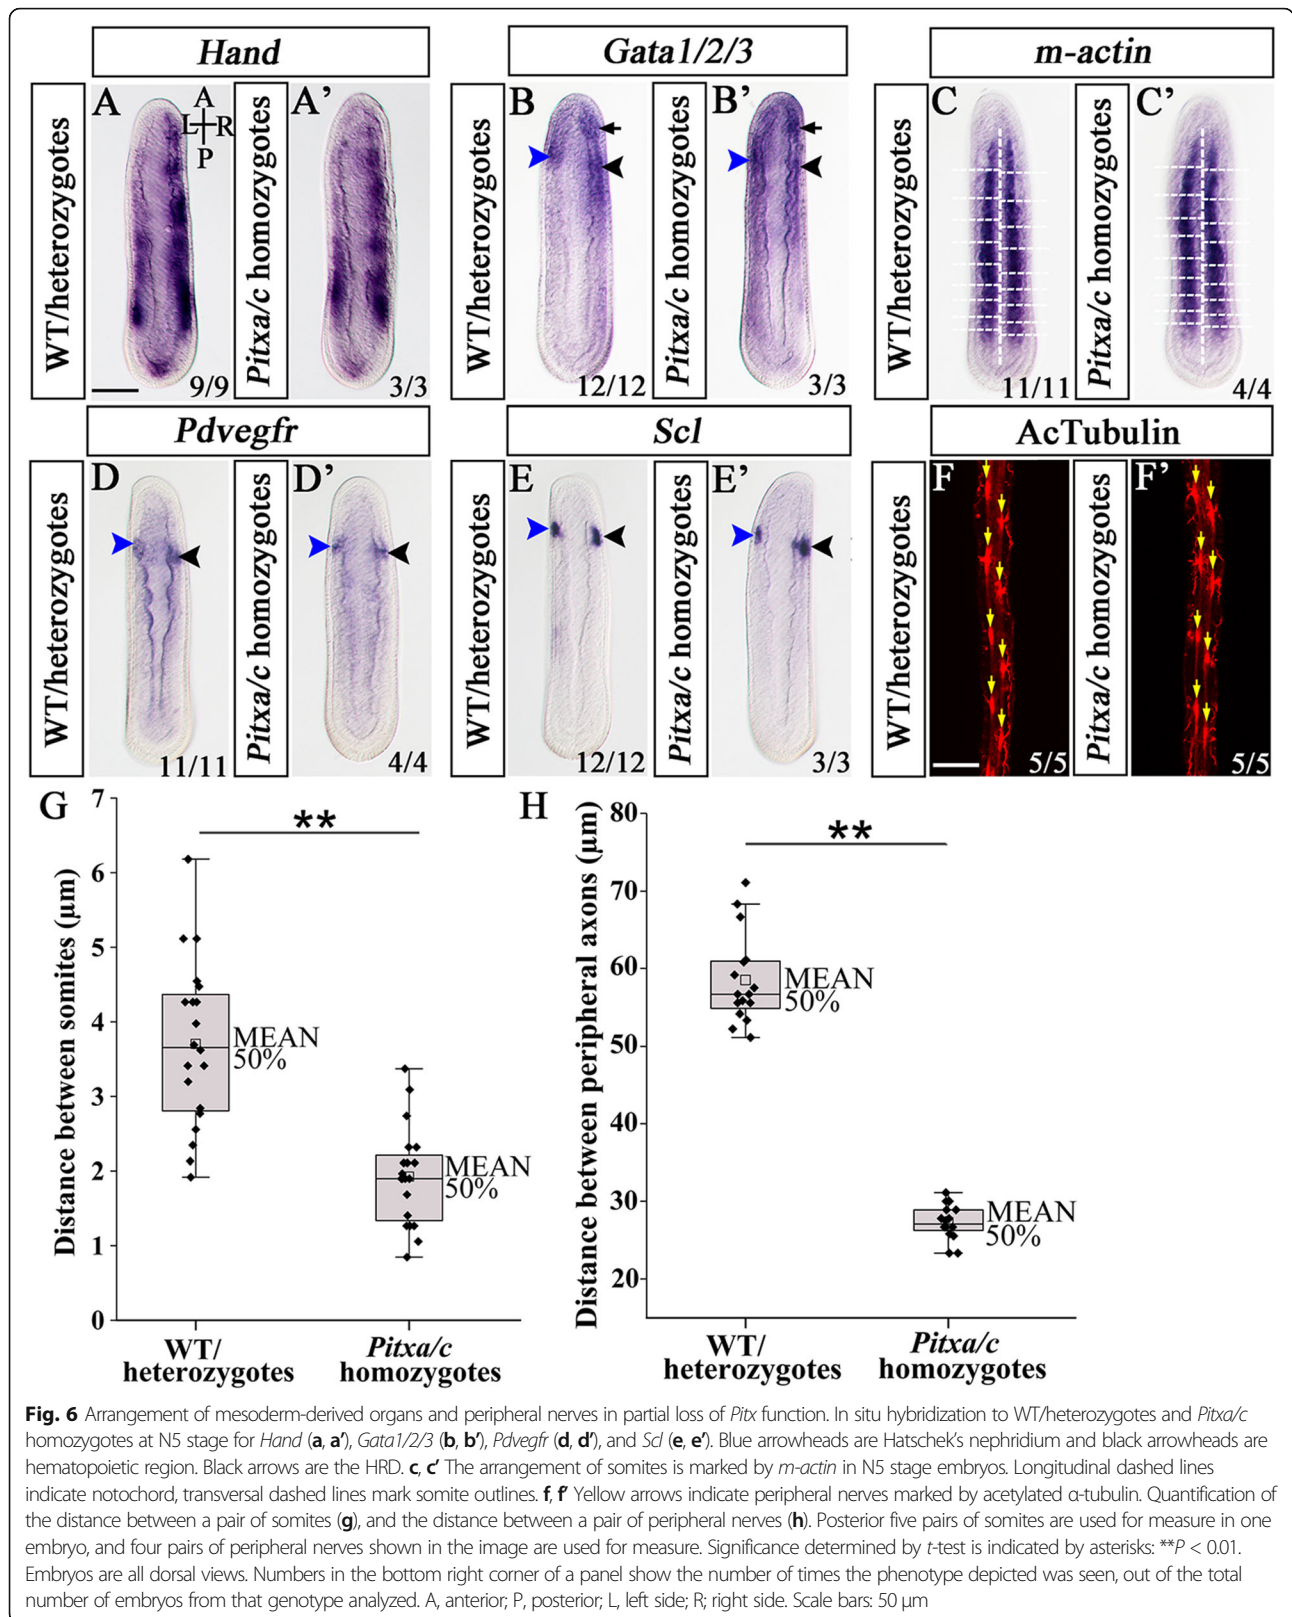 Hand
Gata1/2/3
m-actin
WT/heterozygotes
A
A
L R
P
9/9
Pitxa/c homozygotes
A'
3/3
WT/heterozygotes
B
12/12
Pitxa/c homozygotes
B'
3/3
WT/heterozygotes
C
11/11
Pitxa/c homozygotes
C'
4/4
Pdvegfr
Scl
AcTubulin
WT/heterozygotes
D
11/11
Pitxa/c homozygotes
D'
4/4
WT/heterozygotes
E
12/12
Pitxa/c homozygotes
E'
3/3
WT/heterozygotes
F
5/5
Pitxa/c homozygotes
F'
5/5
G
Distance between somites (μm)
7
6
5
4
3
2
1
0
**
MEAN
50%
MEAN
50%
WT/
heterozygotes
Pitxa/c
homozygotes
H
Distance between peripheral axons (μm)
80
70
60
50
40
30
20
**
MEAN
50%
MEAN
50%
WT/
heterozygotes
Pitxa/c
homozygotes
Fig. 6 Arrangement of mesoderm-derived organs and peripheral nerves in partial loss of Pitx function. In situ hybridization to WT/heterozygotes and Pitxa/c
homozygotes at N5 stage for Hand (a, a'), Gata1/2/3 (b, b'), Pdvegfr (d, d'), and Scl (e, e'). Blue arrowheads are Hatschek's nephridium and black arrowheads are
hematopoietic region. Black arrows are the HRD. c, c' The arrangement of somites is marked by m-actin in N5 stage embryos. Longitudinal dashed lines
indicate notochord, transversal dashed lines mark somite outlines. f, f' Yellow arrows indicate peripheral nerves marked by acetylated α-tubulin. Quantification of
the distance between a pair of somites (g), and the distance between a pair of peripheral nerves (h). Posterior five pairs of somites are used for measure in one
embryo, and four pairs of peripheral nerves shown in the image are used for measure. Significance determined by t-test is indicated by asterisks: **P < 0.01.
Embryos are all dorsal views. Numbers in the bottom right corner of a panel show the number of times the phenotype depicted was seen, out of the total
number of embryos from that genotype analyzed. A, anterior; P, posterior; L, left side; R; right side. Scale bars: 50 μm